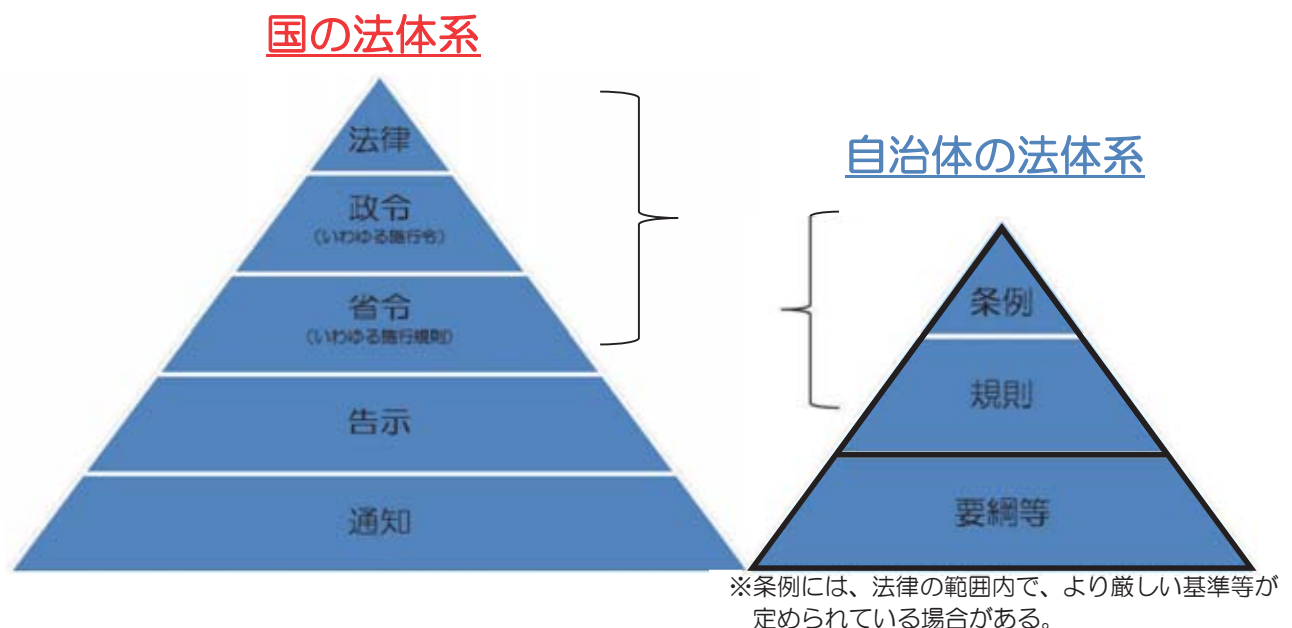 国の法体系
法律
政令
(いわゆる施行令)
省令
(いわゆる施行規則)
告示
通知
自治体の法体系
条例
規則
要綱等
※条例には、法律の範囲内で、より厳しい基準等が
定められている場合がある。